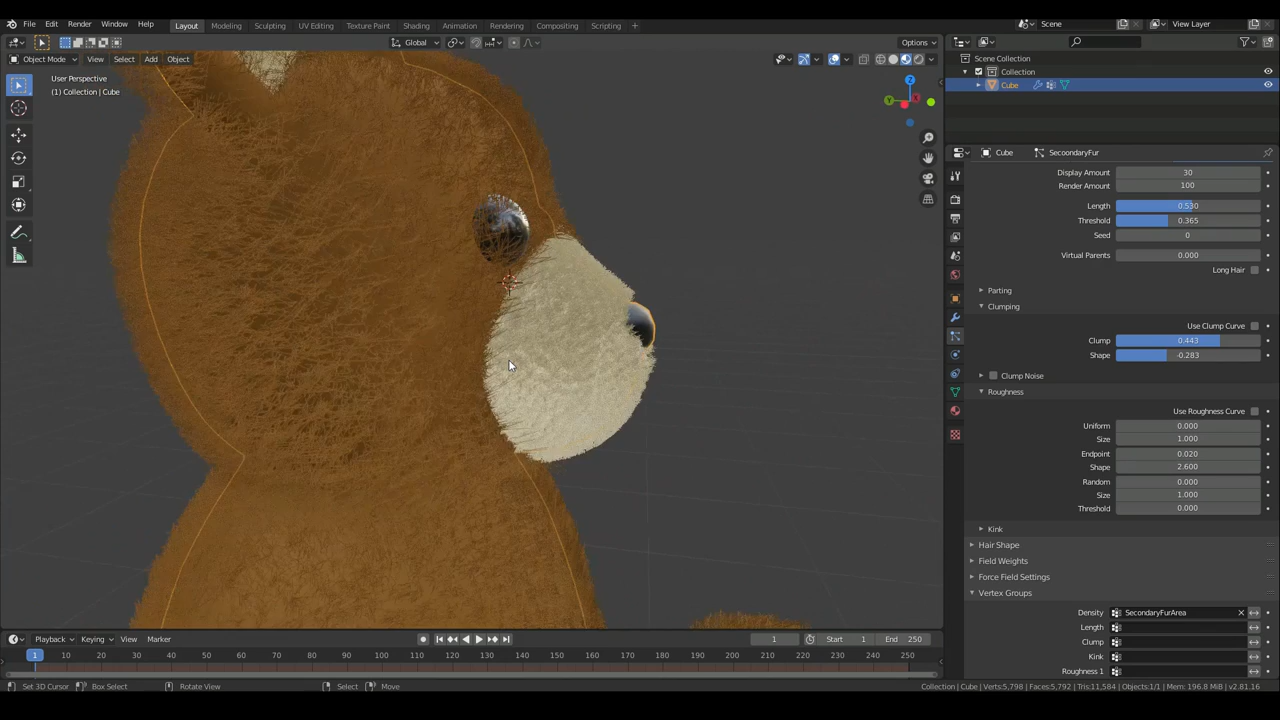 File Edit Render Window Help Layout Modeling Sculpting UV Editing Texture Paint Shading Animation Rendering Compositing Scripting + Scene View Layer
Global Options
Object Mode View Select Add Object
User Perspective
(1) Collection | Cube
Z
Y
X
Scene Collection
Collection
Cube
Cube SecoondaryFur
Display Amount 30
Render Amount 100
Length 0.530
Threshold 0.365
Seed 0
Virtual Parents 0.000
Long Hair
Parting
Clumping
Use Clump Curve
Clump 0.443
Shape -0.283
Clump Noise
Roughness
Use Roughness Curve
Uniform 0.000
Size 1.000
Endpoint 0.020
Shape 2.600
Random 0.000
Size 1.000
Threshold 0.000
Kink
Hair Shape
Field Weights
Force Field Settings
Vertex Groups
Density SecondaryFurArea
Length
Clump
Kink
Roughness 1
Playback Keying View Marker 1 Start 1 End 250
1 10 20 30 40 50 60 70 80 90 100 110 120 130 140 150 160 170 180 190 200 210 220 230 240 250
Set 3D Cursor Box Select Rotate View Select Move Collection | Cube | Verts:5,798 | Faces:5,792 | Tris:11,584 | Objects:1/1 | Mem: 196.8 MiB | v2.81.16